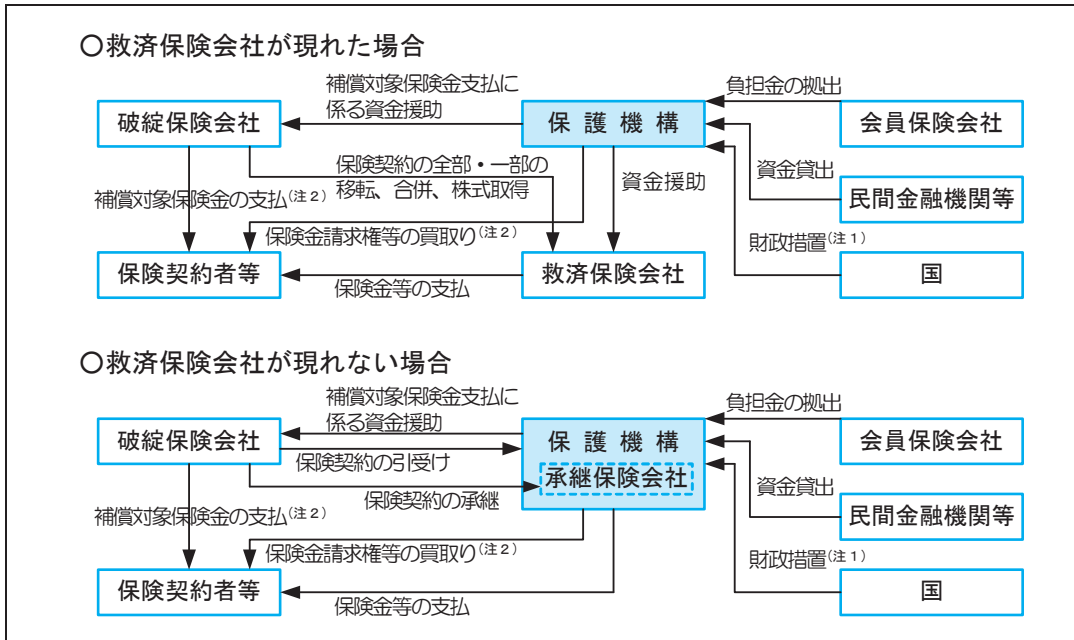 〇救済保険会社が現れた場合
補償対象保険金支払に
係る資金援助
負担金の拠出
破綻保険会社
保護機構
会員保険会社
保険契約の全部・一部の
移転、合併、株式取得
資金援助
資金貸出
補償対象保険金の支払(注2)
民間金融機関等
保険金請求権等の買取り(注2)
財政措置(注1)
保険契約者等
救済保険会社
国
保険金等の支払
〇救済保険会社が現れない場合
補償対象保険金支払に
係る資金援助
負担金の拠出
破綻保険会社
保護機構
会員保険会社
保険契約の引受け
承継保険会社
資金貸出
保険契約の承継
補償対象保険金の支払(注2)
民間金融機関等
保険金請求権等の買取り(注2)
財政措置(注1)
保険契約者等
国
保険金等の支払